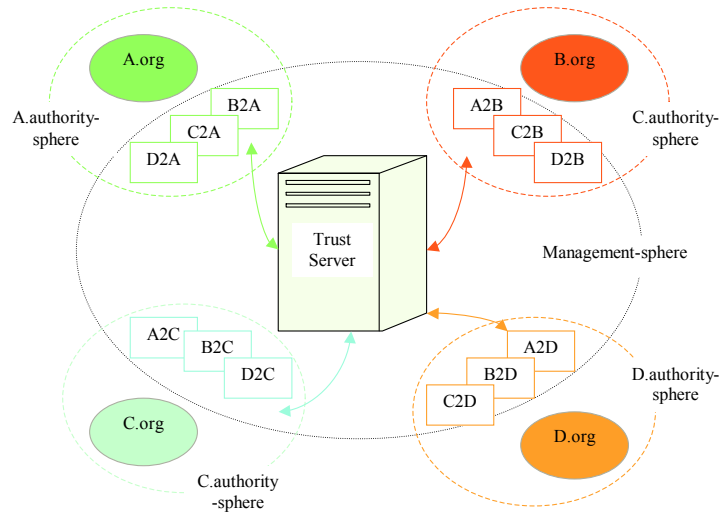 A.org
B.org
B2A
A2B
A.authority-
sphere
C.authority-
sphere
C2A
C2B
D2A
D2B
Trust
Server
Management-sphere
A2C
B2C
D2C
A2D
B2D
C2D
D.authority-
sphere
C.org
D.org
C.authority
-sphere